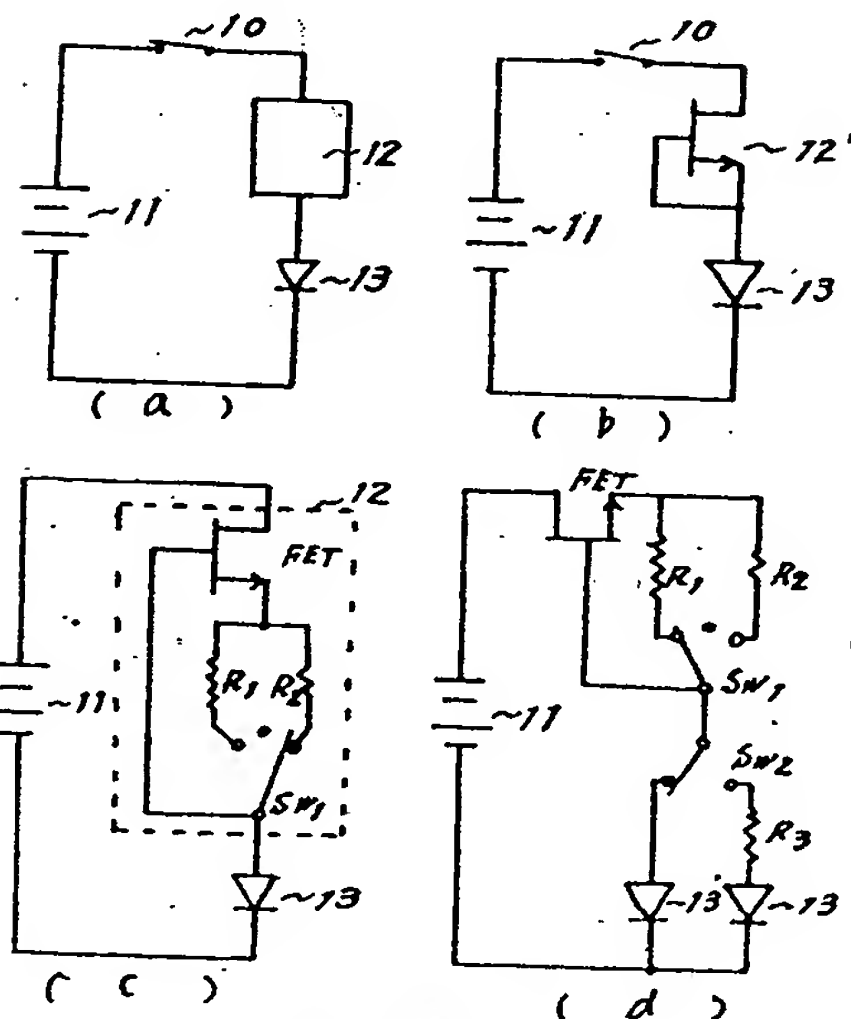 ~10
~12
~11
~13
( a )
10
~12'
~11
~13
( b )
~12
FET
~11
R1 R2
SW1
~13
( c )
FET
R1
R2
SW1
~11
SW2
R3
~13
~13
( d )